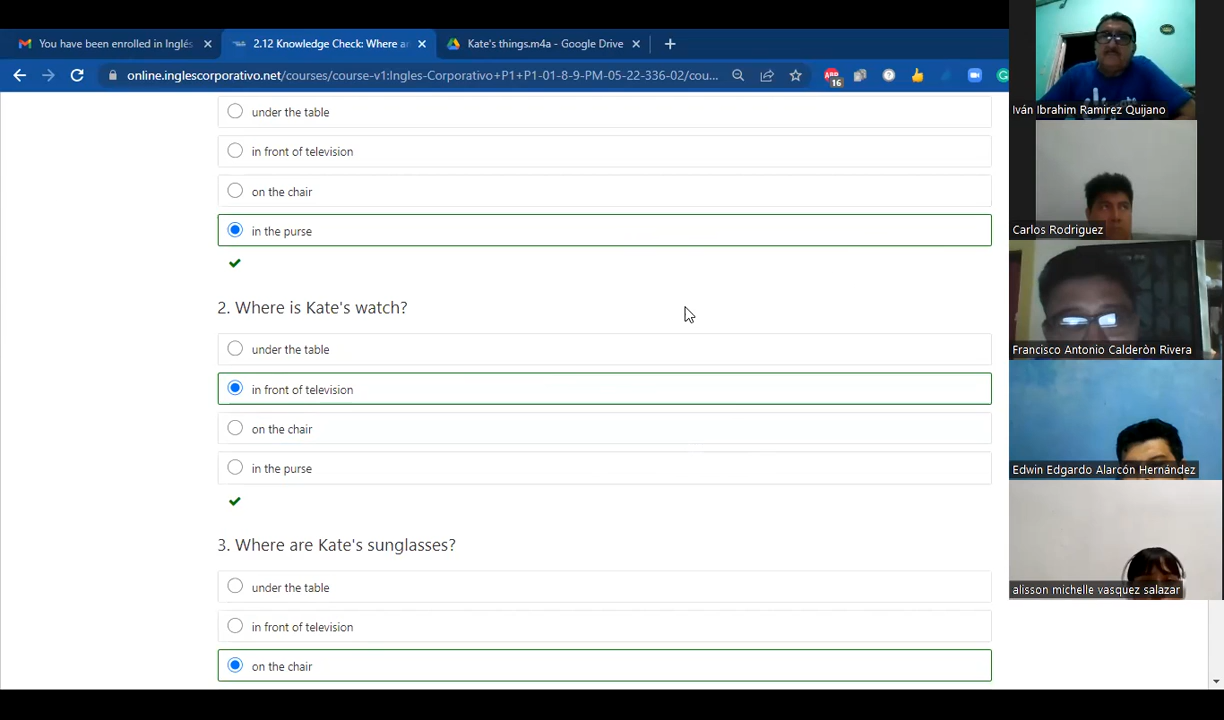 You have been enrolled in Inglés
2.12 Knowledge Check: Where ar
Kate's things.m4a - Google Drive
online.inglescorporativo.net/courses/course-v1:Ingles-Corporativo+P1+P1-01-8-9-PM-05-22-336-02/cou...
16
under the table
in front of television
on the chair
in the purse
2. Where is Kate's watch?
under the table
in front of television
on the chair
in the purse
3. Where are Kate's sunglasses?
under the table
in front of television
on the chair
Iván Ibrahim Ramirez Quijano
Carlos Rodriguez
Francisco Antonio Calderòn Rivera
Edwin Edgardo Alarcón Hernández
alisson michelle vasquez salazar